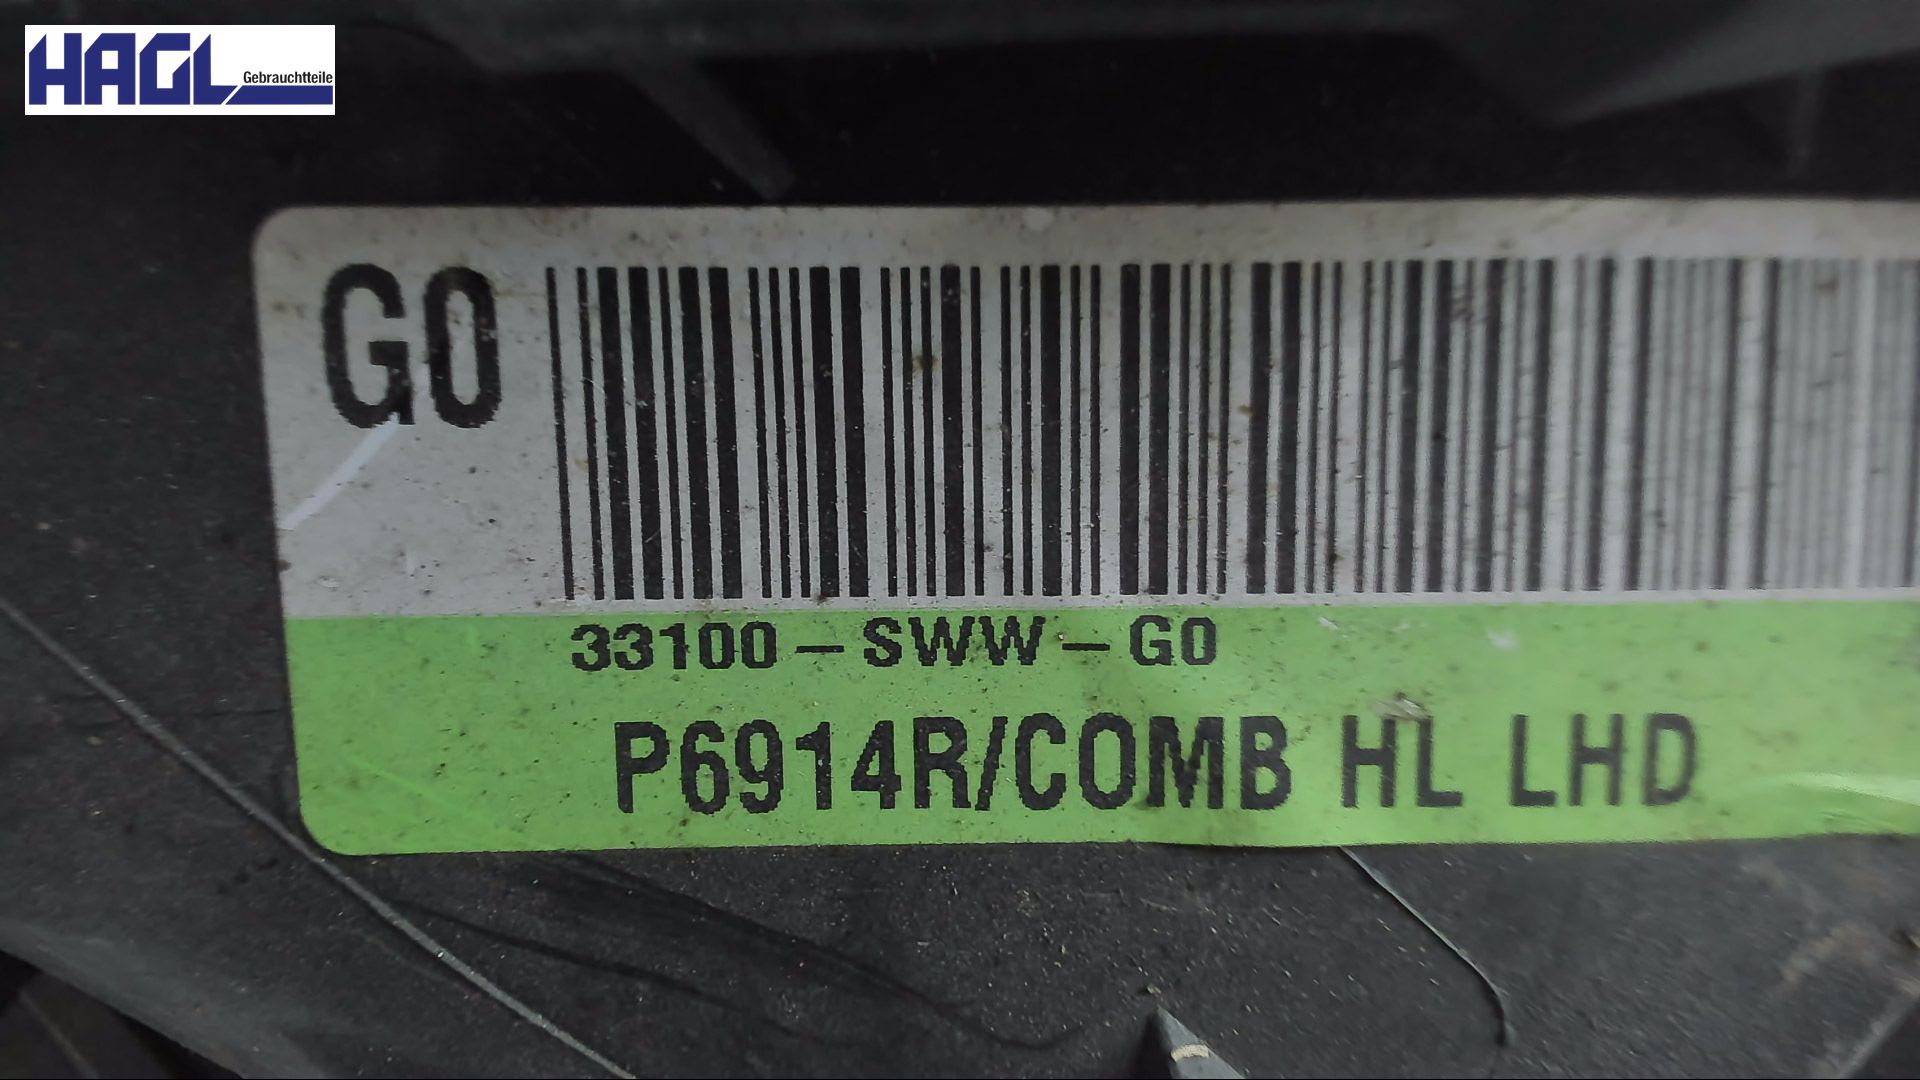 HAGL Gebrauchtteile
G0
33100-SWW-G0
P6914R/COMB HL LHD